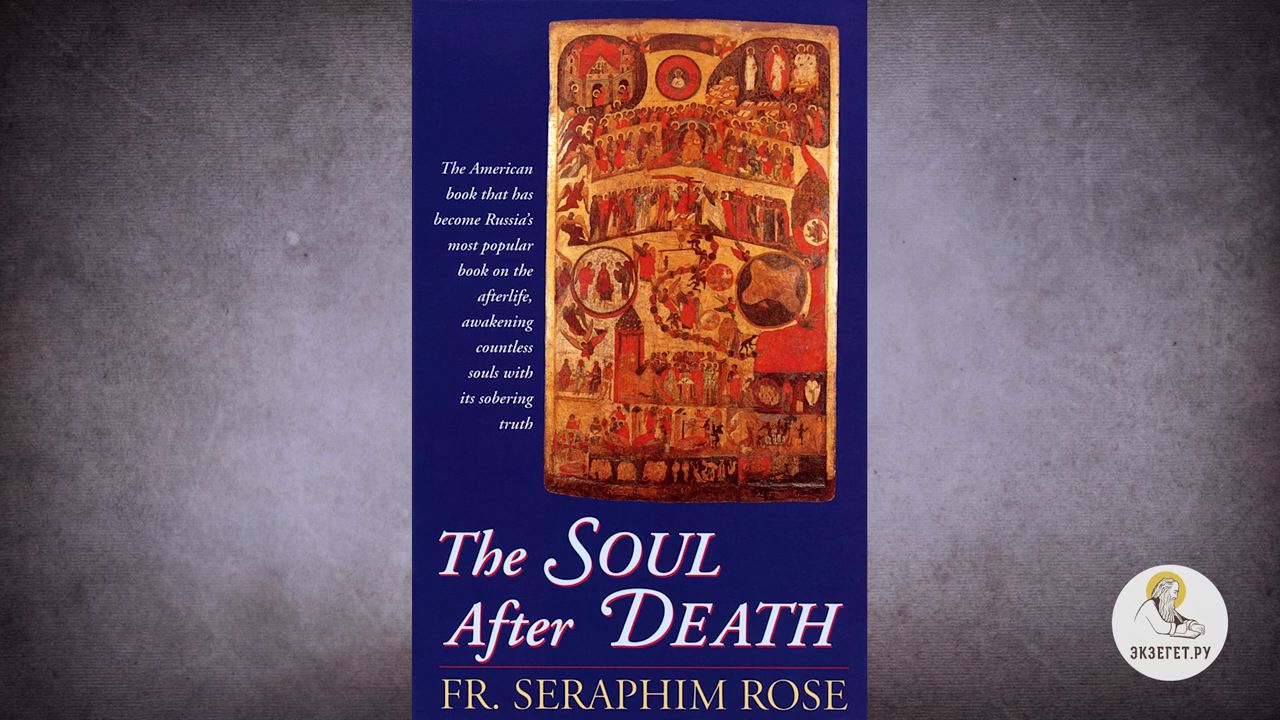 The American
book that has
become Russia's
most popular
book on the
afterlife,
awakening
countless
souls with
its sobering
truth
The SOUL
After DEATH
FR. SERAPHIM ROSE
ЭКЗЕГЕТ.РУ